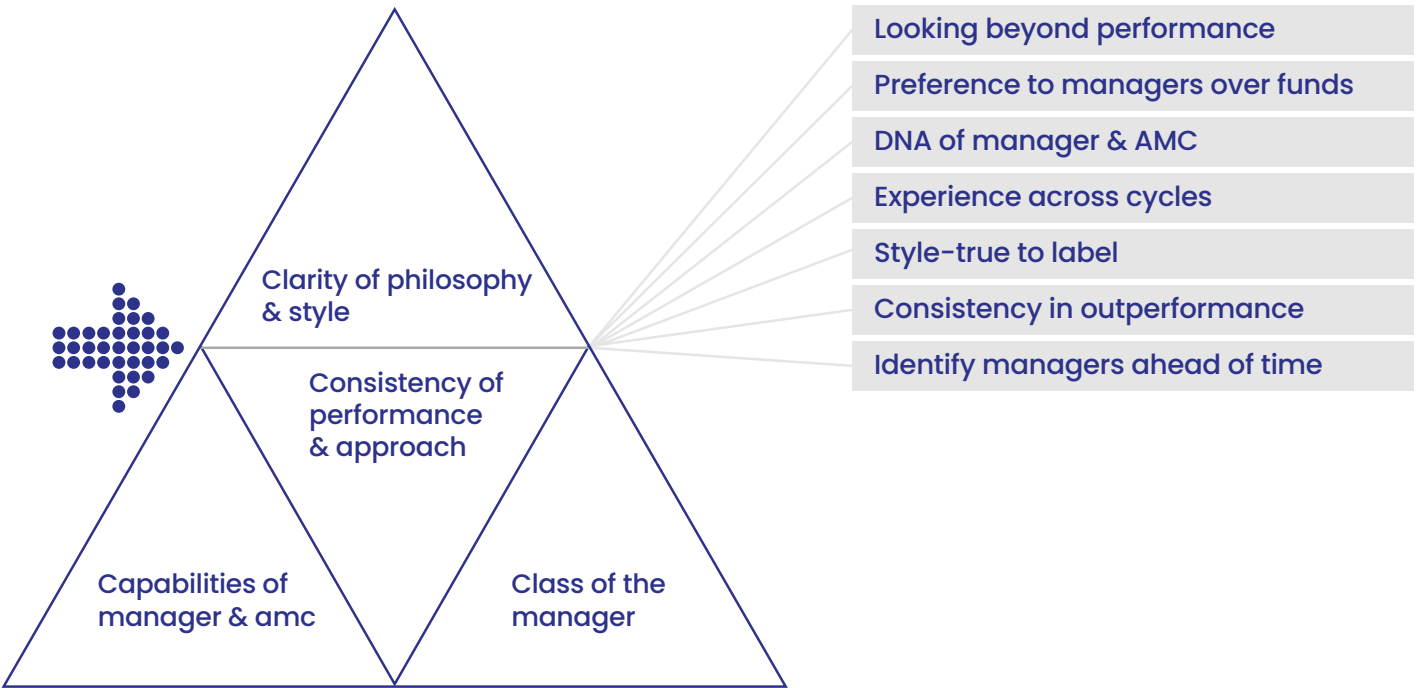 Looking beyond performance
Preference to managers over funds
DNA of manager & AMC
Experience across cycles
Style-true to label
Consistency in outperformance
Identify managers ahead of time
Clarity of philosophy
& style
Consistency of
performance
& approach
Capabilities of
manager & amc
Class of the
manager